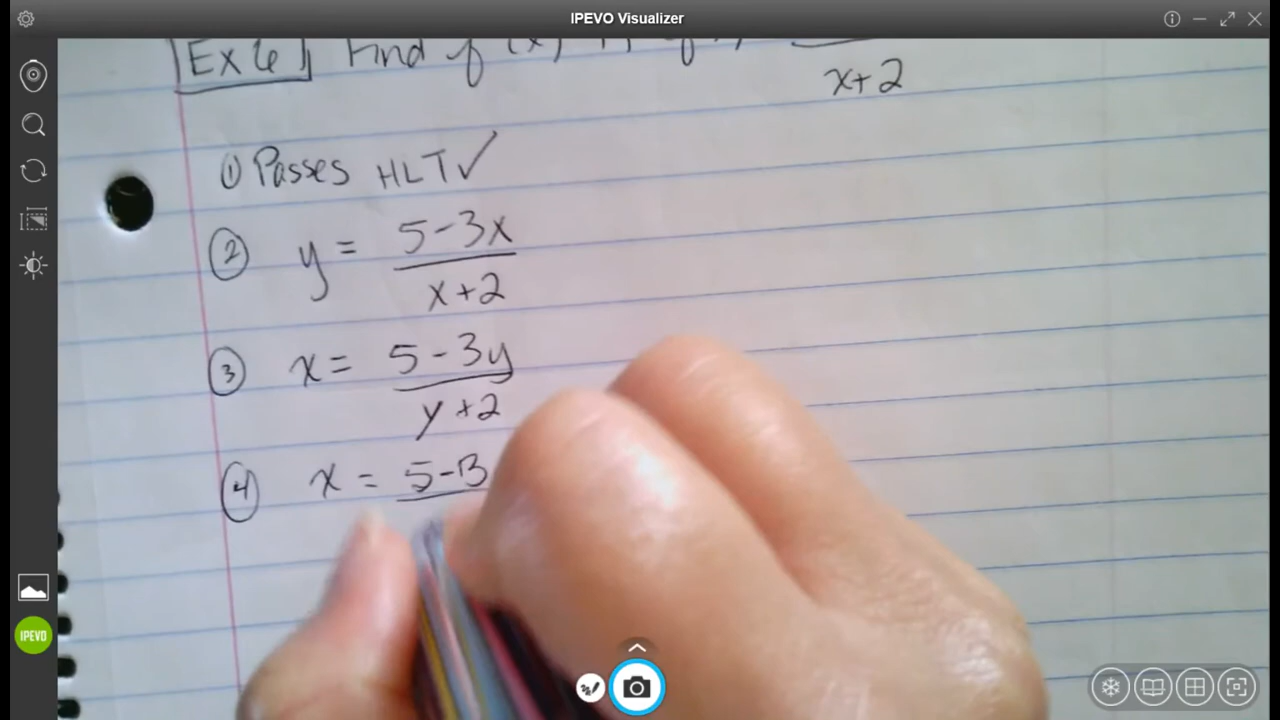 IPEVO Visualizer
Ex 6 Find f
x+2
① Passes HLT ✓
② y = 5-3x
x+2
③ x = 5-3y
y+2
④ x = 5-3
IPEVO